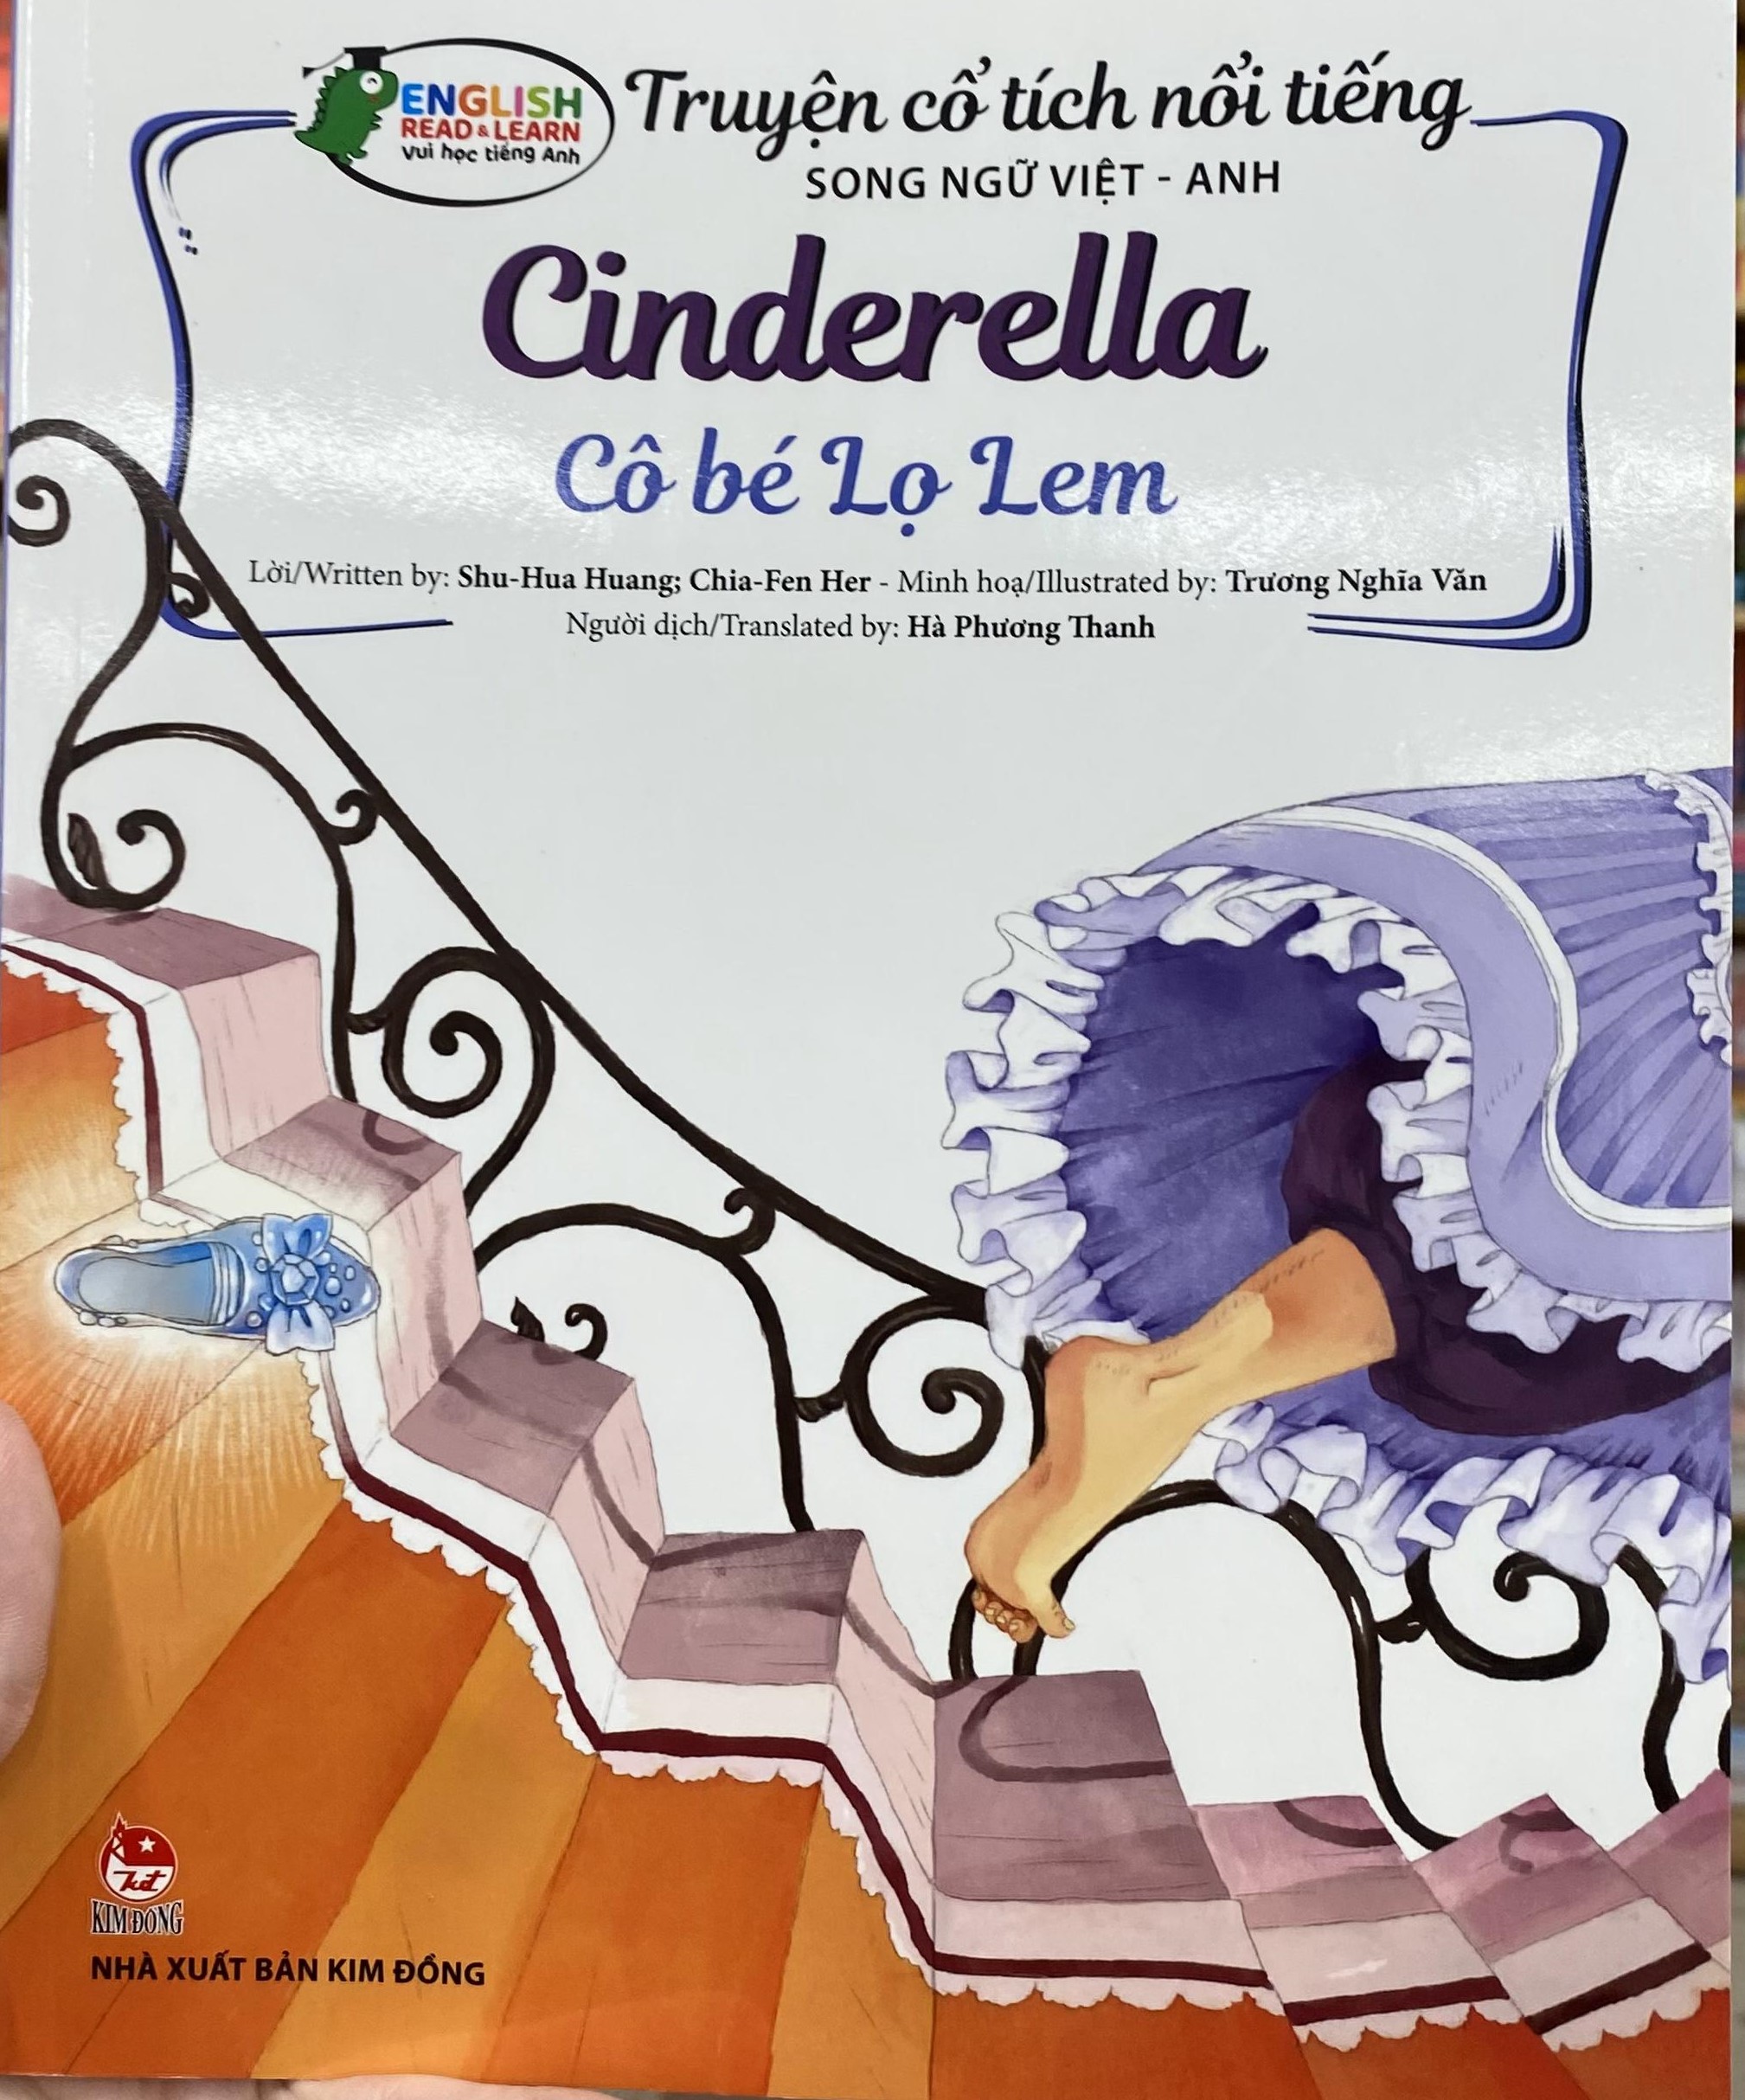 ENGLISH
READ & LEARN
vui học tiếng Anh
Truyện cổ tích nổi tiếng
SONG NGỮ VIỆT - ANH
Cinderella
Cô bé Lọ Lem
Lời/Written by: Shu-Hua Huang; Chia-Fen Her - Minh hoạ/Illustrated by: Trương Nghĩa Văn
Người dịch/Translated by: Hà Phương Thanh
kđ
KIM ĐỒNG
NHÀ XUẤT BẢN KIM ĐỒNG